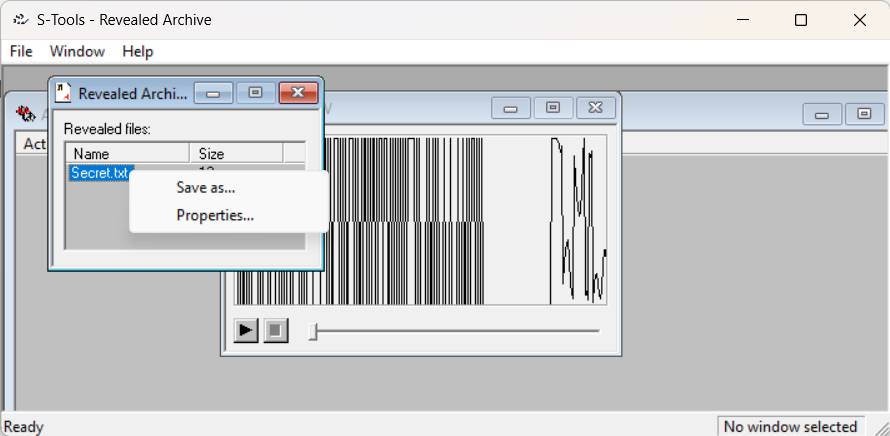 S-Tools - Revealed Archive
File Window Help
Revealed Archi...
Revealed files:
Act
Name Size
Secret.txt
Save as...
Properties...
Ready
No window selected